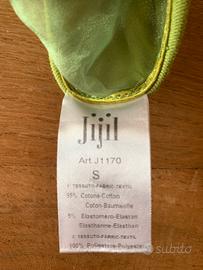 Jijil
Art.J1170
S
1°TESSUTO-FABRIC-TEXTIL
95% Cotone-Cotton
Coton-Baumwolle
5% Elastomero-Elastan
Elasthanne-Elasthan
2°TESSUTO-FABRIC-TEXTIL
100% Poliestere-Polyester
subito